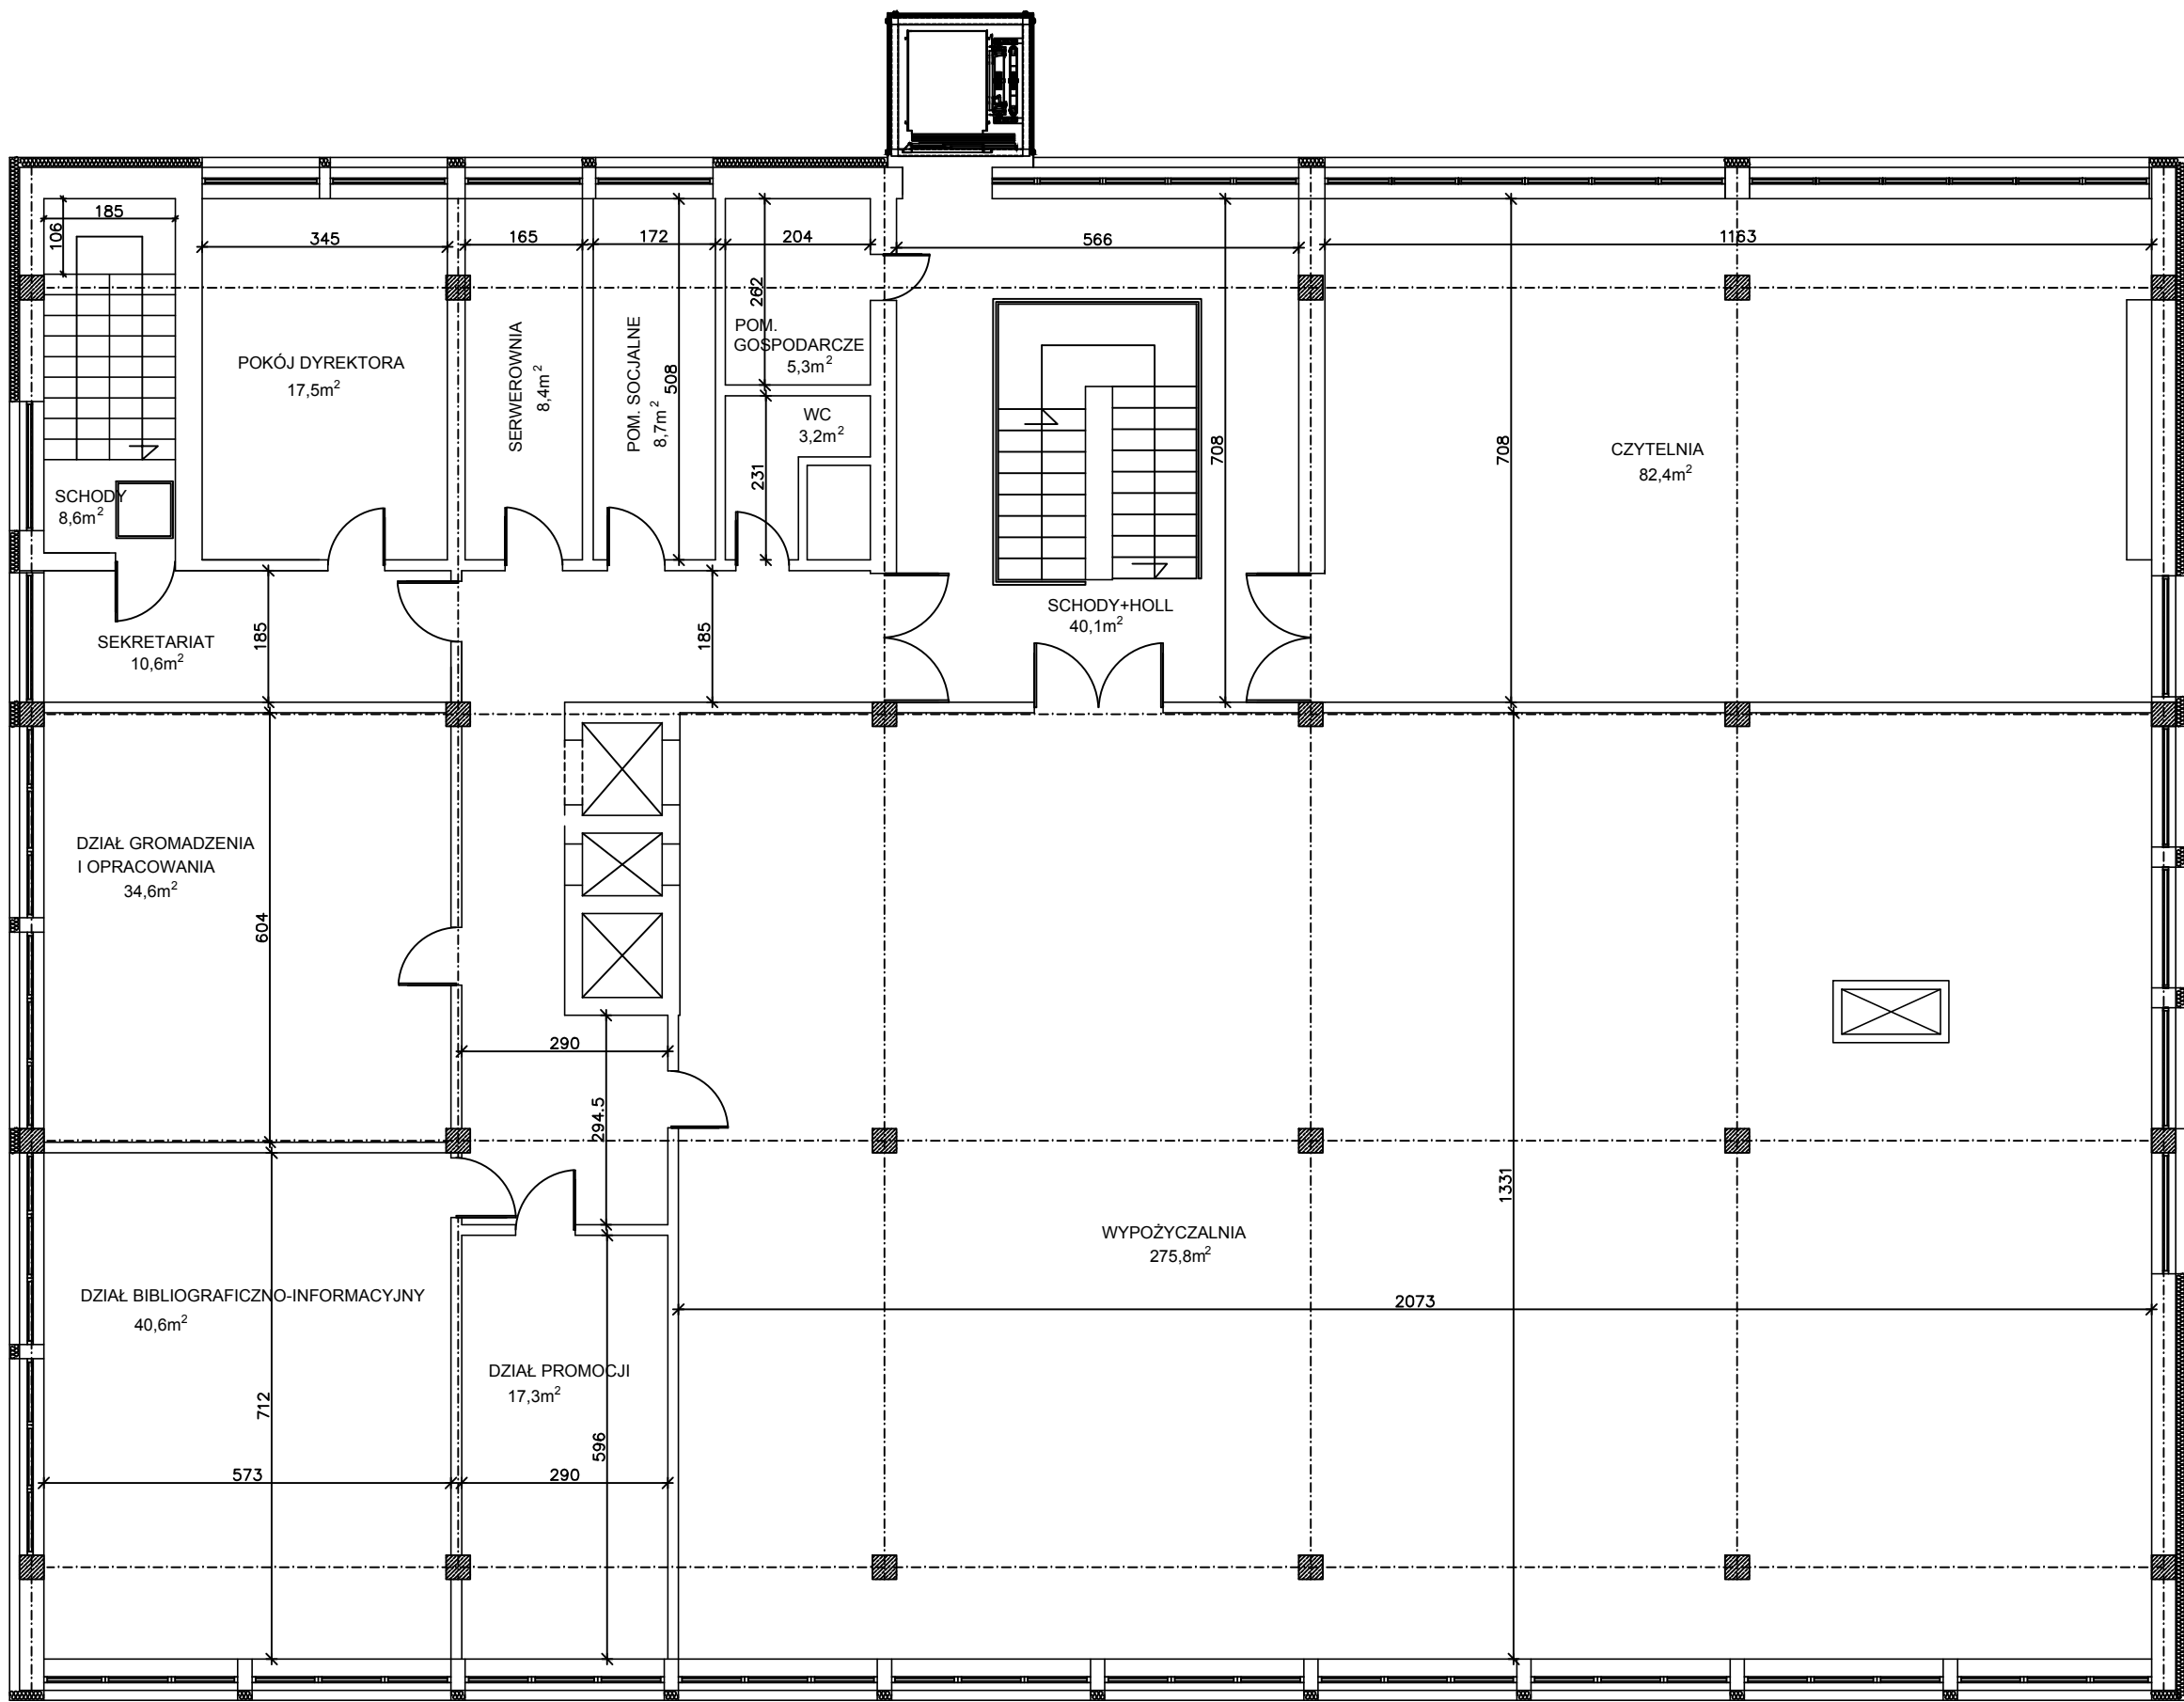 185
106
345
165
172
204
566
1163
262
POM.
GOSPODARCZE
5,3m²
POKÓJ DYREKTORA
17,5m²
SERWEROWNIA
8,4m²
POM. SOCJALNE
8,7m²
508
WC
3,2m²
231
708
708
CZYTELNIA
82,4m²
SCHODY
8,6m²
SCHODY+HOLL
40,1m²
SEKRETARIAT
10,6m²
185
185
DZIAŁ GROMADZENIA
I OPRACOWANIA
34,6m²
604
290
294.5
1331
WYPOŻYCZALNIA
275,8m²
2073
DZIAŁ BIBLIOGRAFICZNO-INFORMACYJNY
40,6m²
DZIAŁ PROMOCJI
17,3m²
712
596
573
290